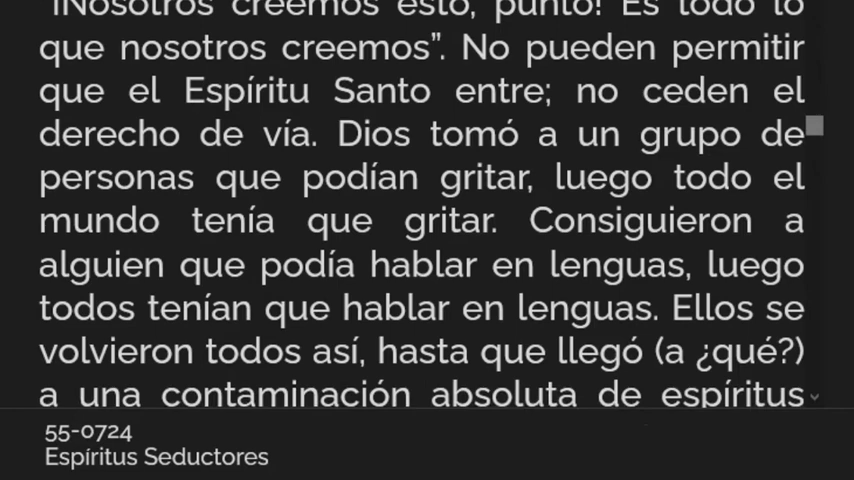 “¡Nosotros creemos esto, punto! Es todo lo
que nosotros creemos”. No pueden permitir
que el Espíritu Santo entre; no ceden el
derecho de vía. Dios tomó a un grupo de
personas que podían gritar, luego todo el
mundo tenía que gritar. Consiguieron a
alguien que podía hablar en lenguas, luego
todos tenían que hablar en lenguas. Ellos se
volvieron todos así, hasta que llegó (a ¿qué?)
a una contaminación absoluta de espíritus
55-0724
Espíritus Seductores